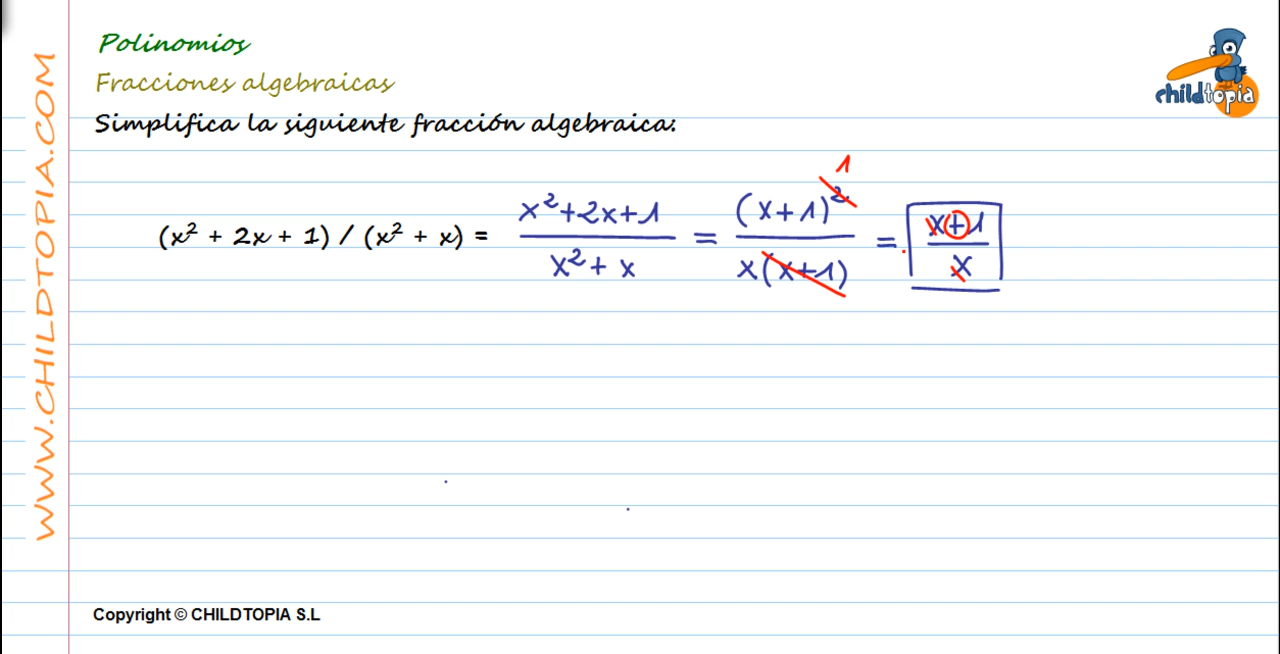 Polinomios
Fracciones algebraicas
childtopia
Simplifica la siguiente fracción algebraica:
(x² + 2x + 1) / (x² + x) = x²+2x+1 / x²+x = (x+1)² 1 / x(x+1) = x+1 / x
WWW.CHILDTOPIA.COM
Copyright © CHILDTOPIA S.L